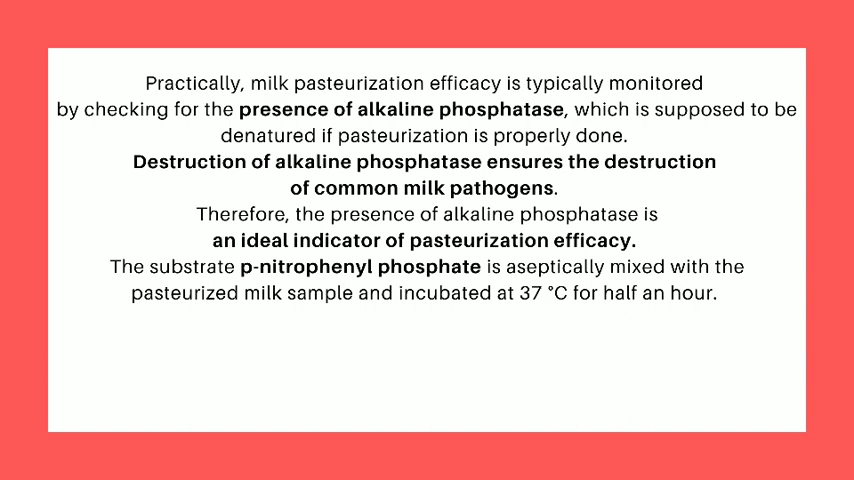 Practically, milk pasteurization efficacy is typically monitored
by checking for the presence of alkaline phosphatase, which is supposed to be
denatured if pasteurization is properly done.
Destruction of alkaline phosphatase ensures the destruction
of common milk pathogens.
Therefore, the presence of alkaline phosphatase is
an ideal indicator of pasteurization efficacy.
The substrate p-nitrophenyl phosphate is aseptically mixed with the
pasteurized milk sample and incubated at 37 °C for half an hour.